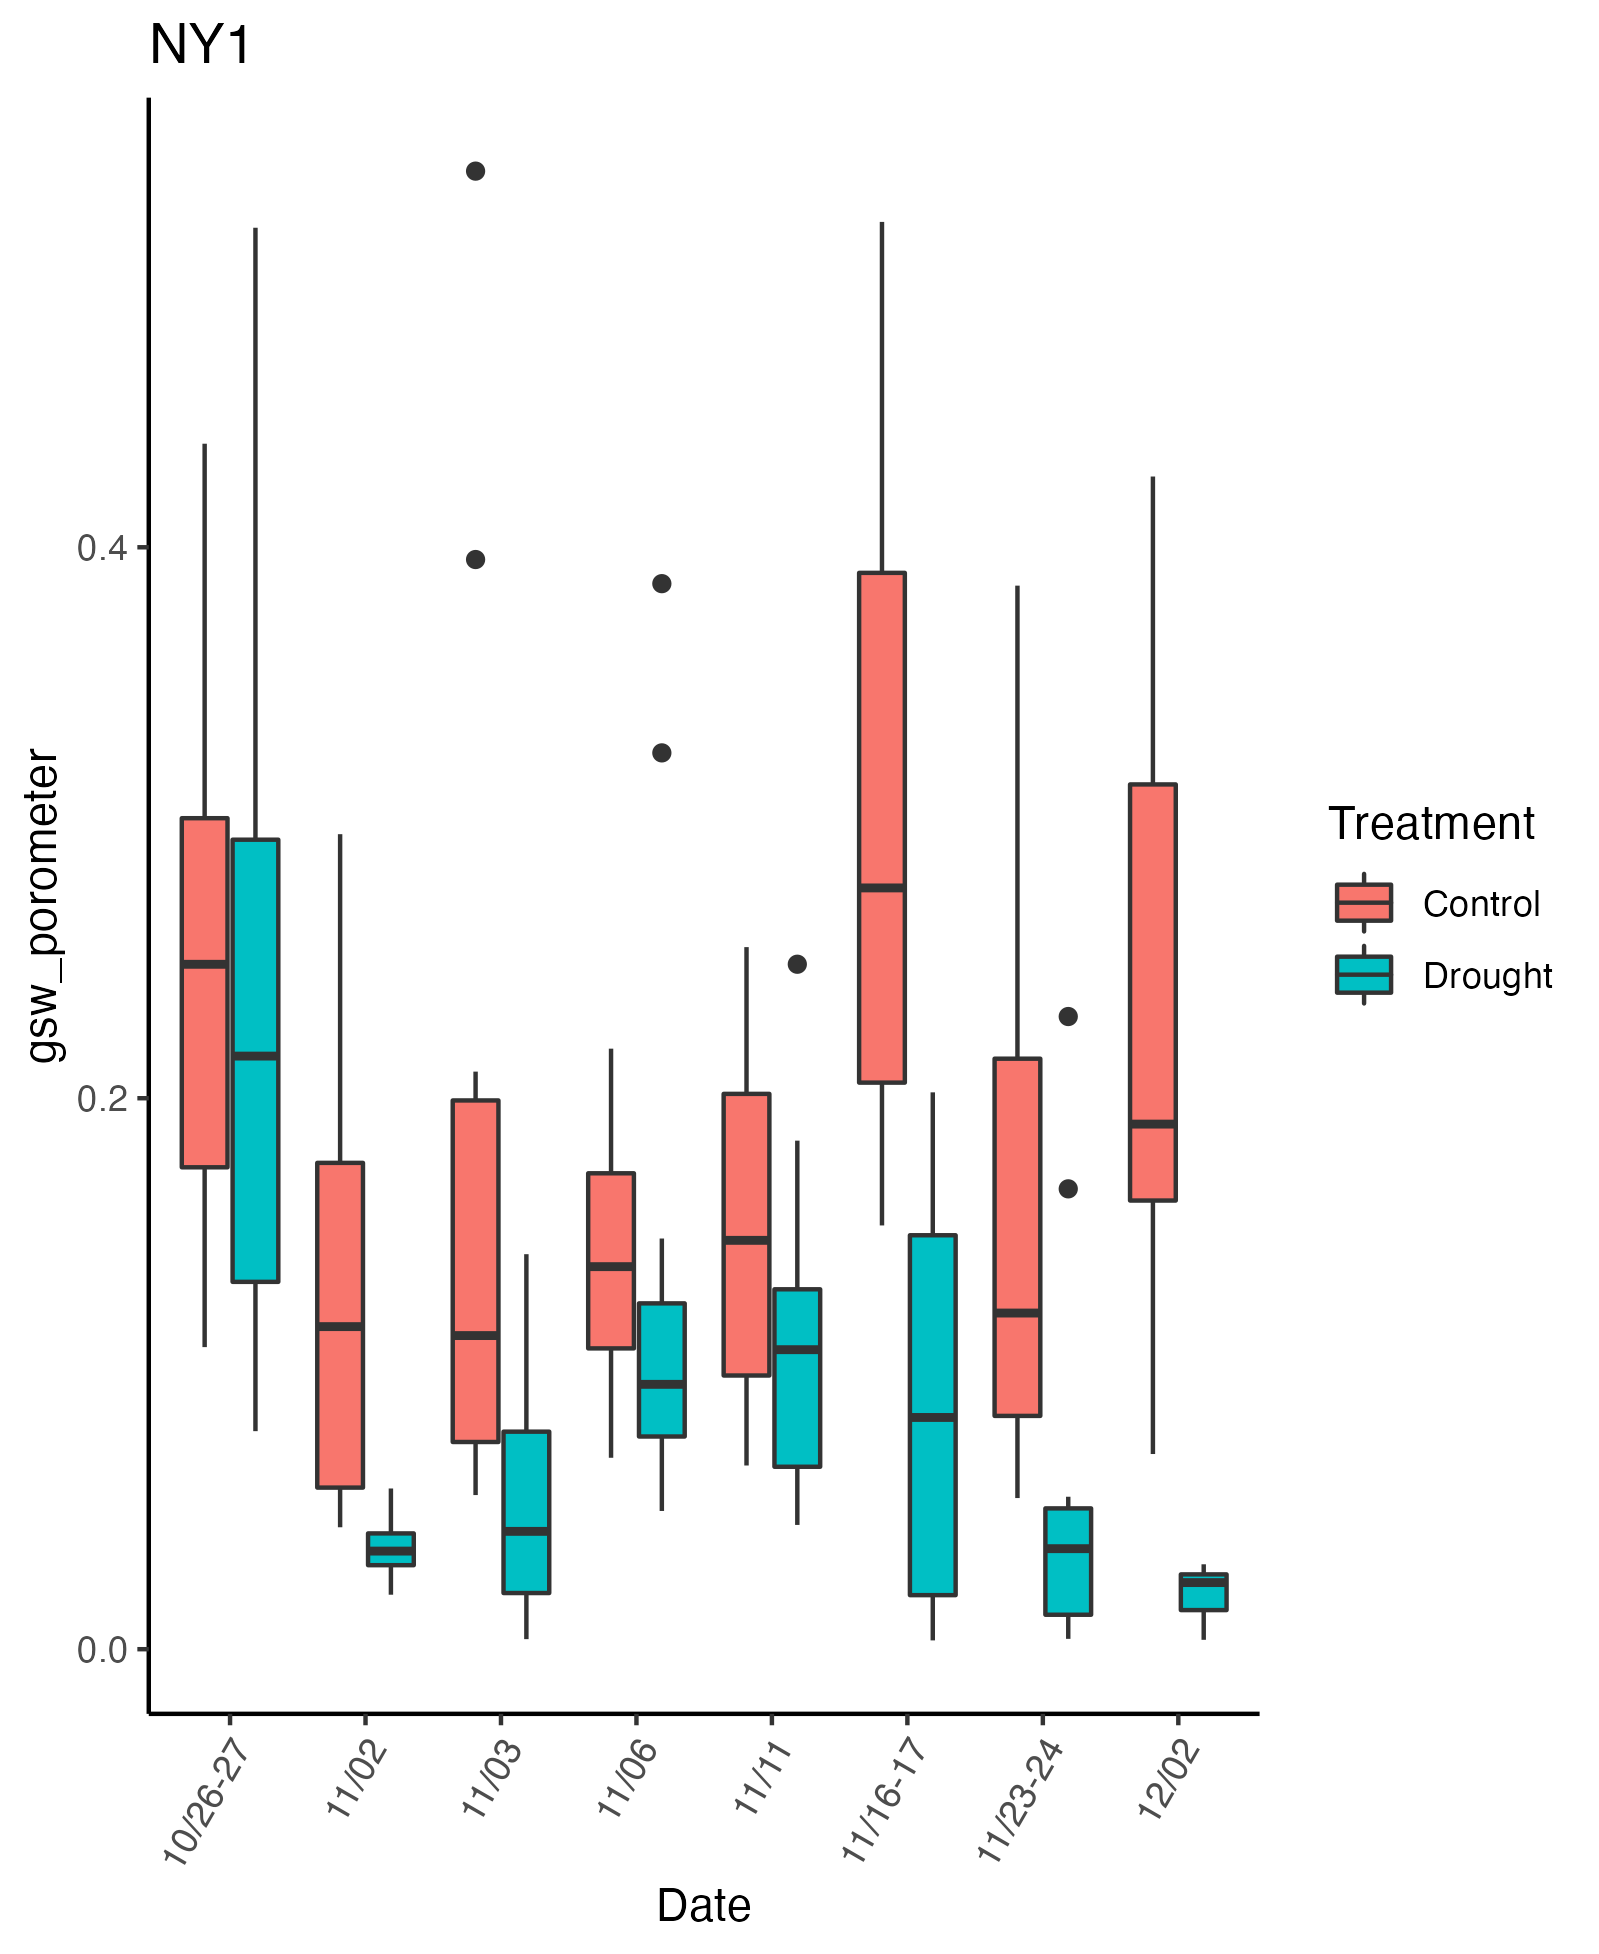 NY1
gsw_porometer
0.4
0.2
0.0
10/26-27
11/02
11/03
11/06
11/11
11/16-17
11/23-24
12/02
Date
Treatment
Control
Drought